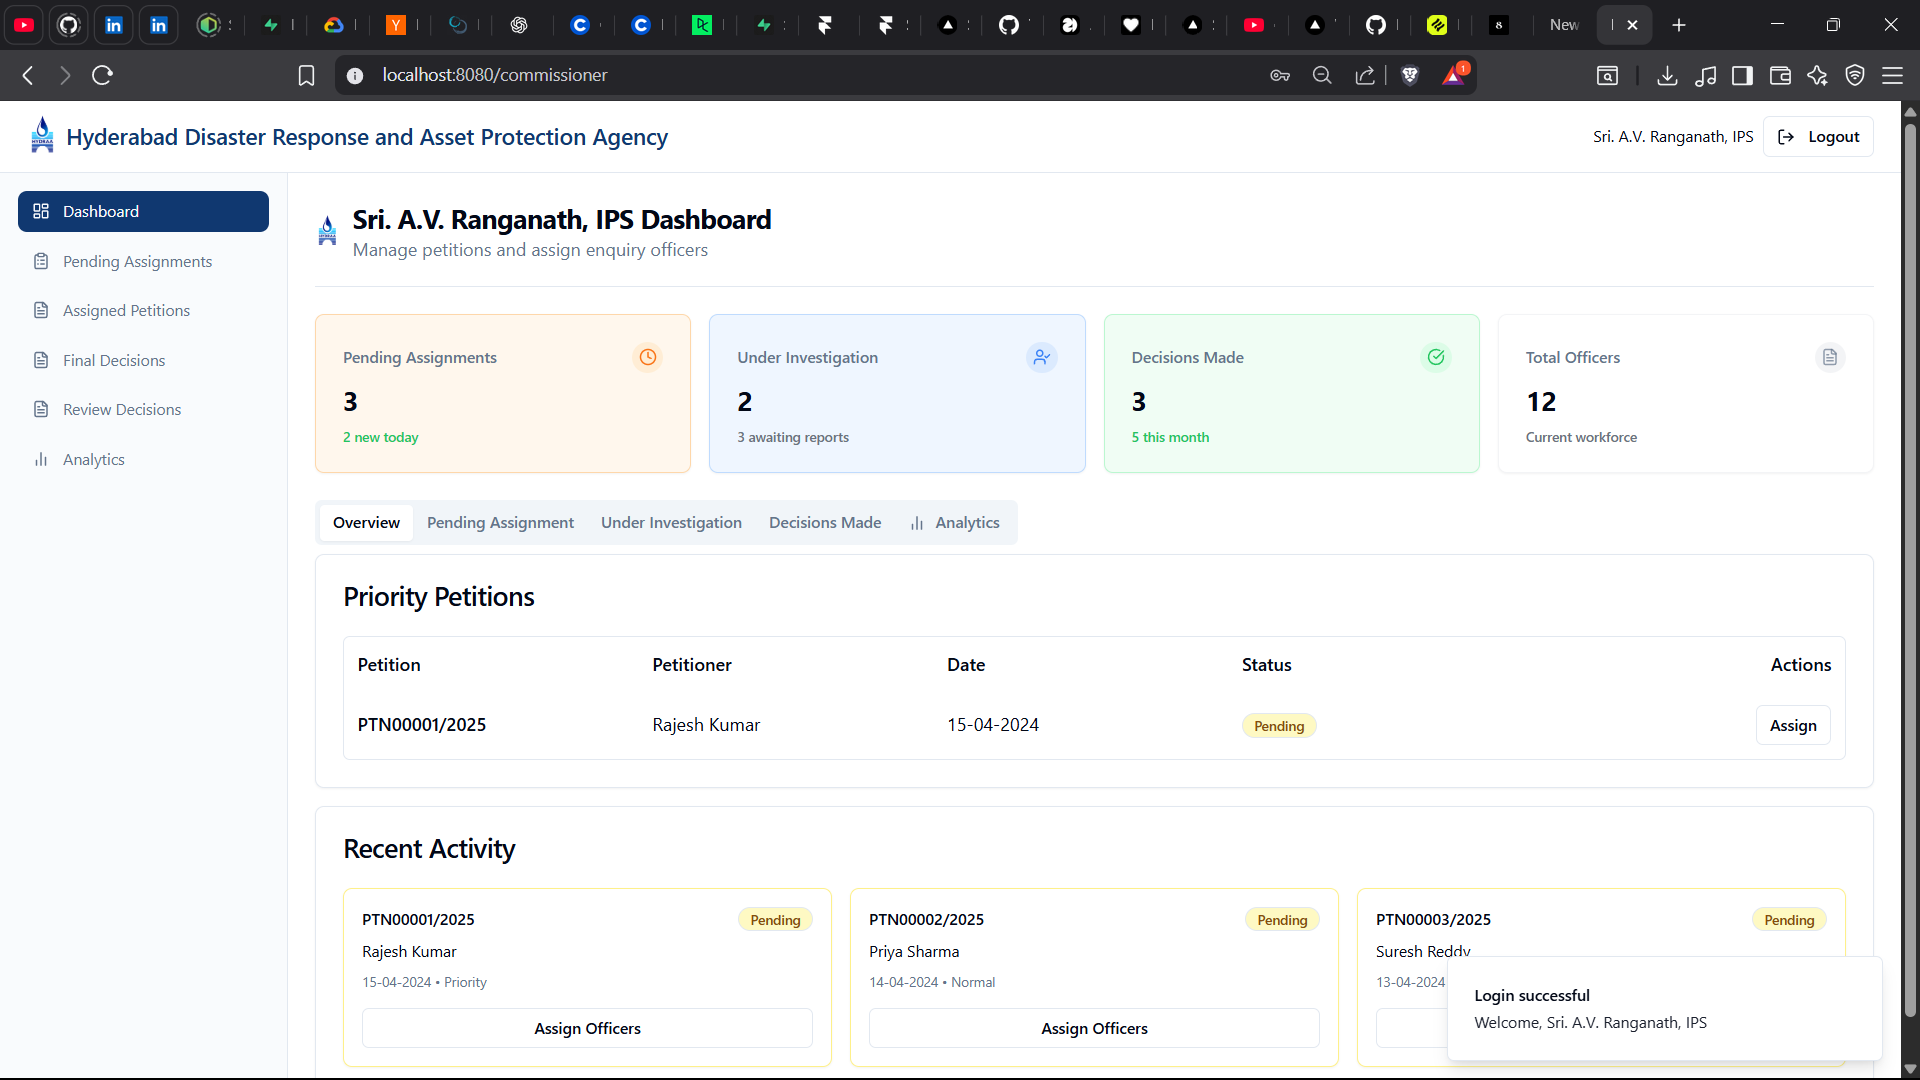 New
localhost:8080/commissioner
1
HYDRAA
Hyderabad Disaster Response and Asset Protection Agency
Sri. A.V. Ranganath, IPS
Logout
Dashboard
Pending Assignments
Assigned Petitions
Final Decisions
Review Decisions
Analytics
Sri. A.V. Ranganath, IPS Dashboard
Manage petitions and assign enquiry officers
Pending Assignments
3
2 new today
Under Investigation
2
3 awaiting reports
Decisions Made
3
5 this month
Total Officers
12
Current workforce
Overview
Pending Assignment
Under Investigation
Decisions Made
Analytics
Priority Petitions
Petition Petitioner Date Status Actions
PTN00001/2025 Rajesh Kumar 15-04-2024 Pending Assign
Recent Activity
PTN00001/2025 Pending
Rajesh Kumar
15-04-2024 • Priority
Assign Officers
PTN00002/2025 Pending
Priya Sharma
14-04-2024 • Normal
Assign Officers
PTN00003/2025 Pending
Suresh Reddy
13-04-2024
Login successful
Welcome, Sri. A.V. Ranganath, IPS